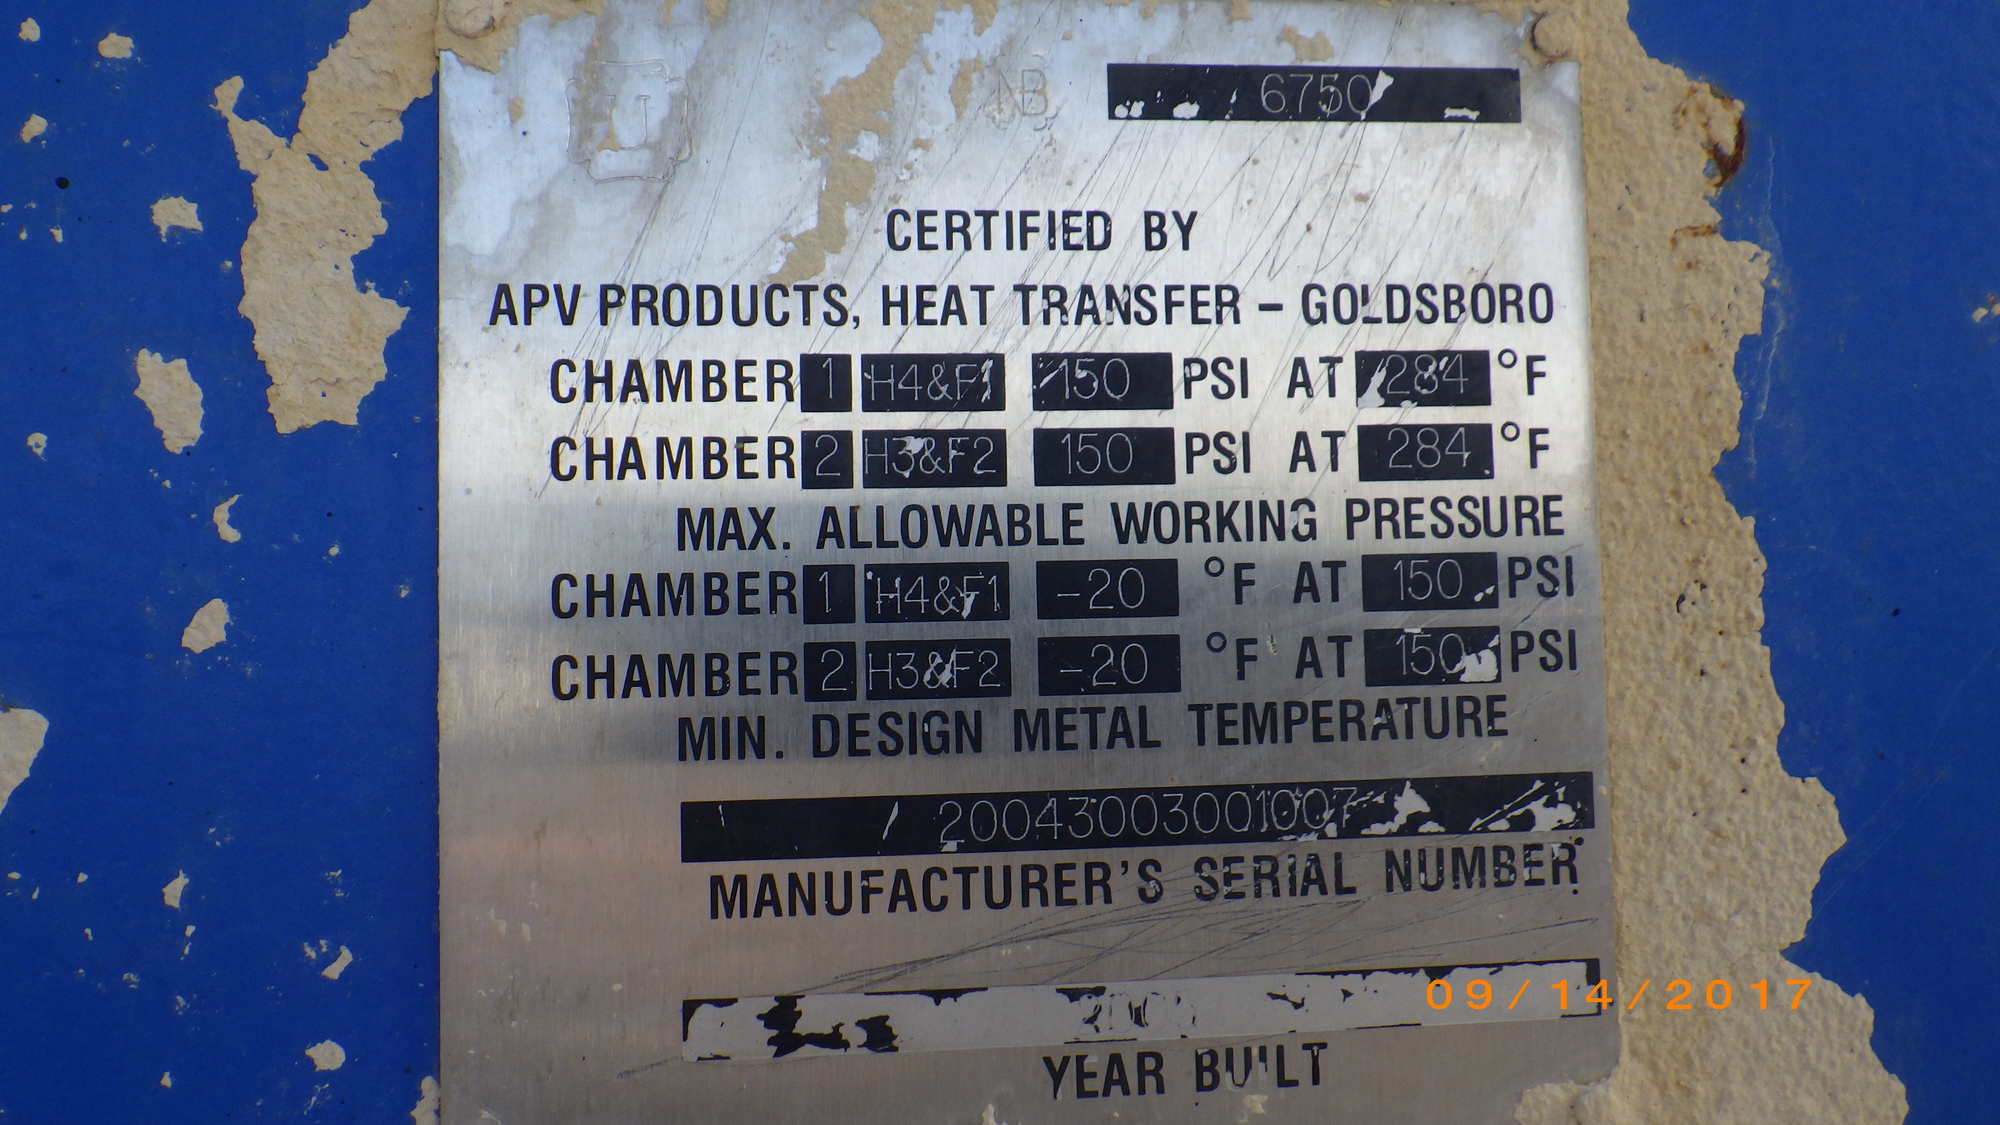 U NB 6750
CERTIFIED BY
APV PRODUCTS, HEAT TRANSFER – GOLDSBORO
CHAMBER 1 H4&F1 150 PSI AT 284 °F
CHAMBER 2 H3&F2 150 PSI AT 284 °F
MAX. ALLOWABLE WORKING PRESSURE
CHAMBER 1 H4&F1 -20 °F AT 150 PSI
CHAMBER 2 H3&F2 -20 °F AT 150 PSI
MIN. DESIGN METAL TEMPERATURE
20043003001007
MANUFACTURER'S SERIAL NUMBER
09/14/2017
YEAR BUILT